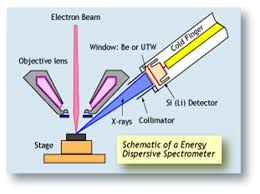 Electron Beam
Objective lens
Window: Be or UTW
Cold Finger
Si (Li) Detector
X-rays
Collimator
Stage
Schematic of a Energy
Dispersive Spectrometer